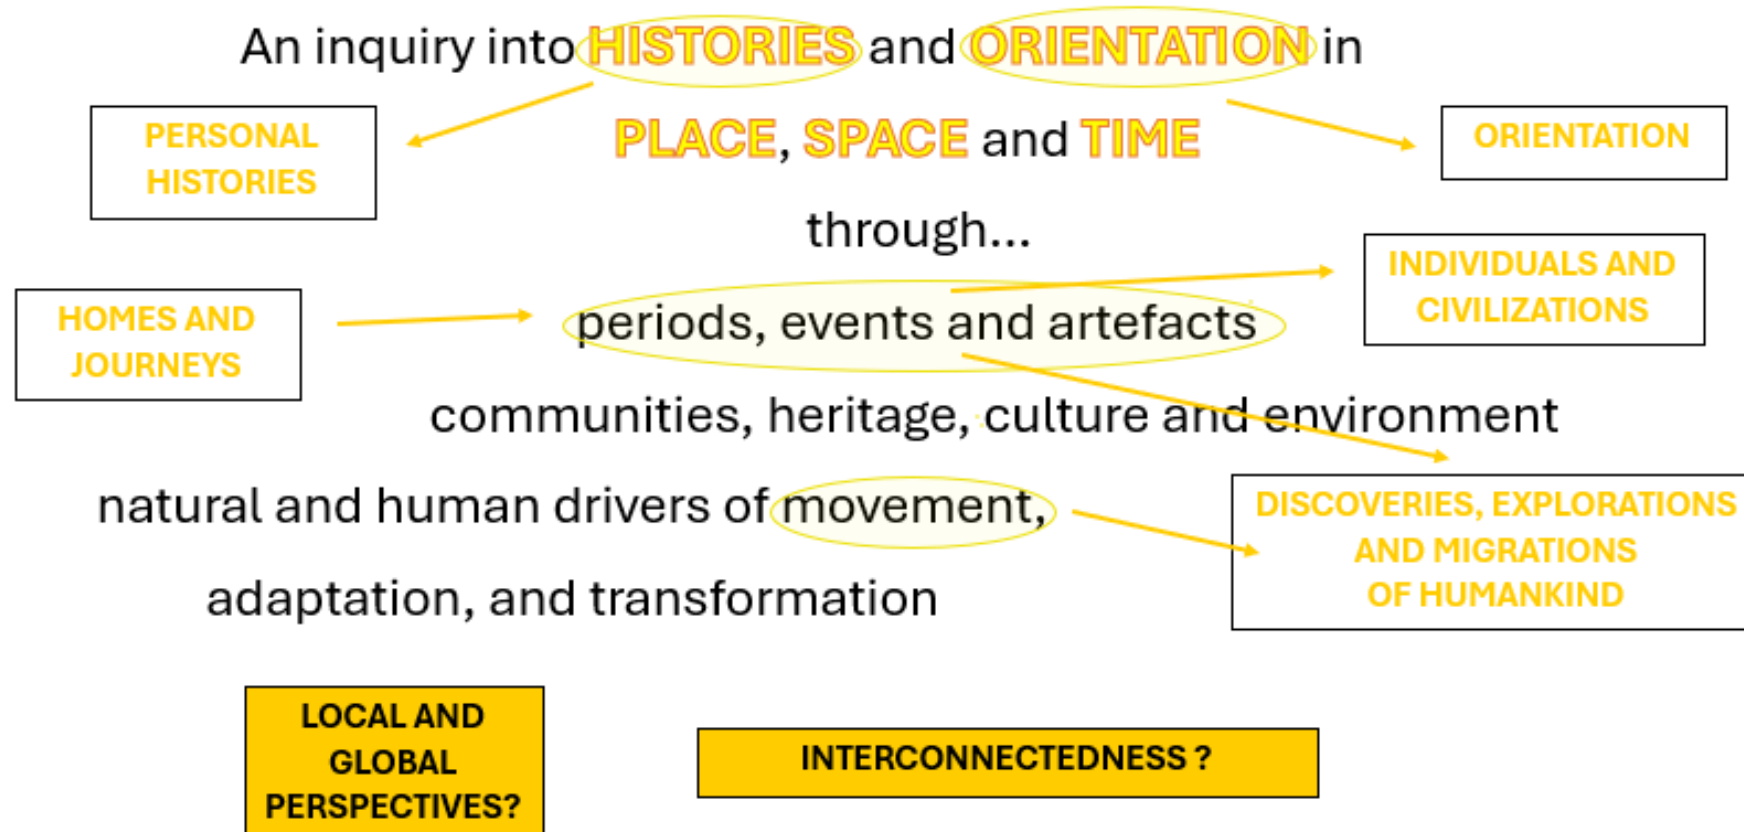 An inquiry into HISTORIES and ORIENTATION in
PERSONAL
HISTORIES
PLACE, SPACE and TIME
ORIENTATION
through...
INDIVIDUALS AND
CIVILIZATIONS
HOMES AND
JOURNEYS
periods, events and artefacts
communities, heritage, culture and environment
natural and human drivers of movement,
DISCOVERIES, EXPLORATIONS
AND MIGRATIONS
OF HUMANKIND
adaptation, and transformation
LOCAL AND
GLOBAL
PERSPECTIVES?
INTERCONNECTEDNESS ?